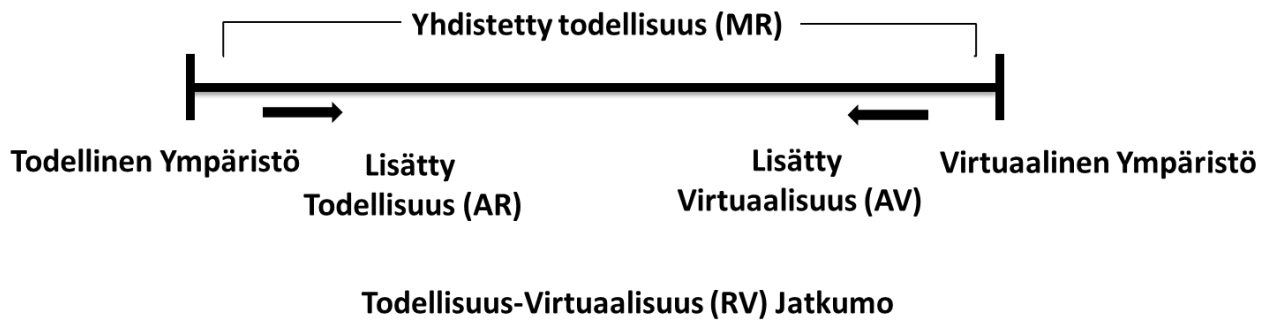 Yhdistetty todellisuus (MR)
Todellinen Ympäristö
Lisätty
Todellisuus (AR)
Lisätty
Virtuaalisuus (AV)
Virtuaalinen Ympäristö
Todellisuus-Virtuaalisuus (RV) Jatkumo